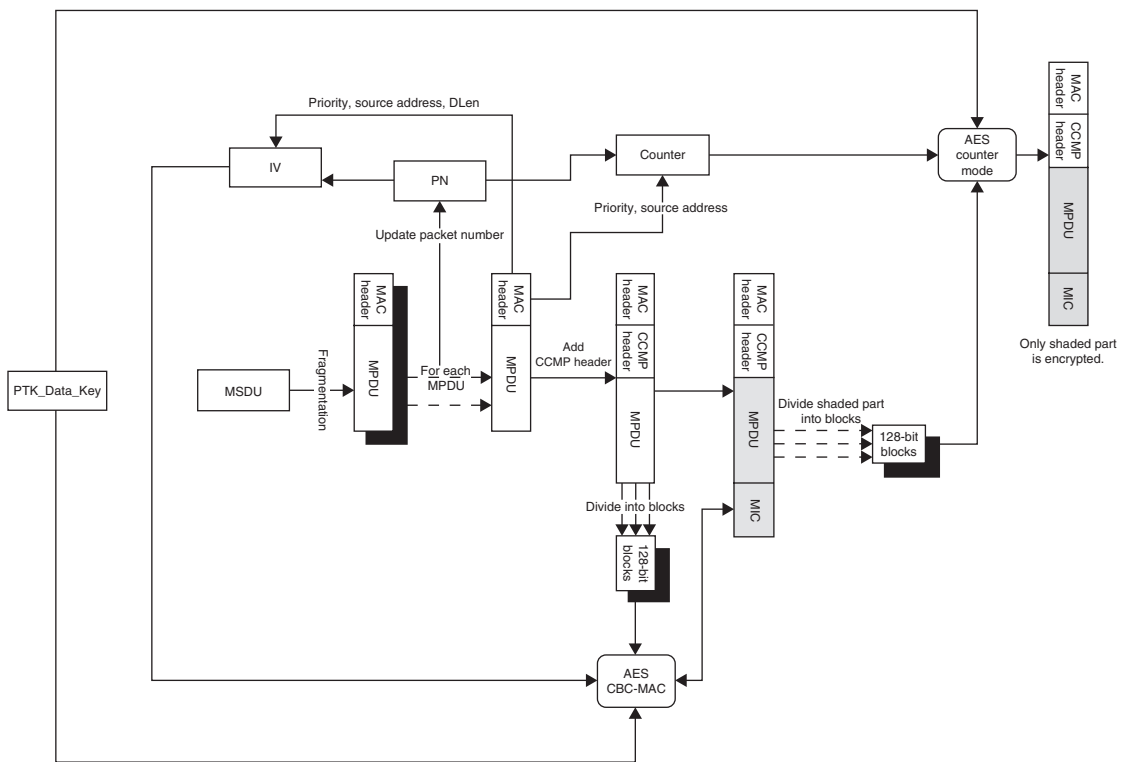 Priority, source address, DLen
IV
PN
Counter
AES
counter
mode
MAC
header
CCMP
header
MPDU
MIC
Only shaded part
is encrypted.
Priority, source address
Update packet number
MAC
header
MPDU
MAC
header
MPDU
MAC
header
CCMP
header
MPDU
MAC
header
CCMP
header
MPDU
MIC
PTK_Data_Key
MSDU
Fragmentation
For each
MPDU
Add
CCMP header
Divide shaded part
into blocks
128-bit
blocks
Divide into blocks
128-bit
blocks
AES
CBC-MAC